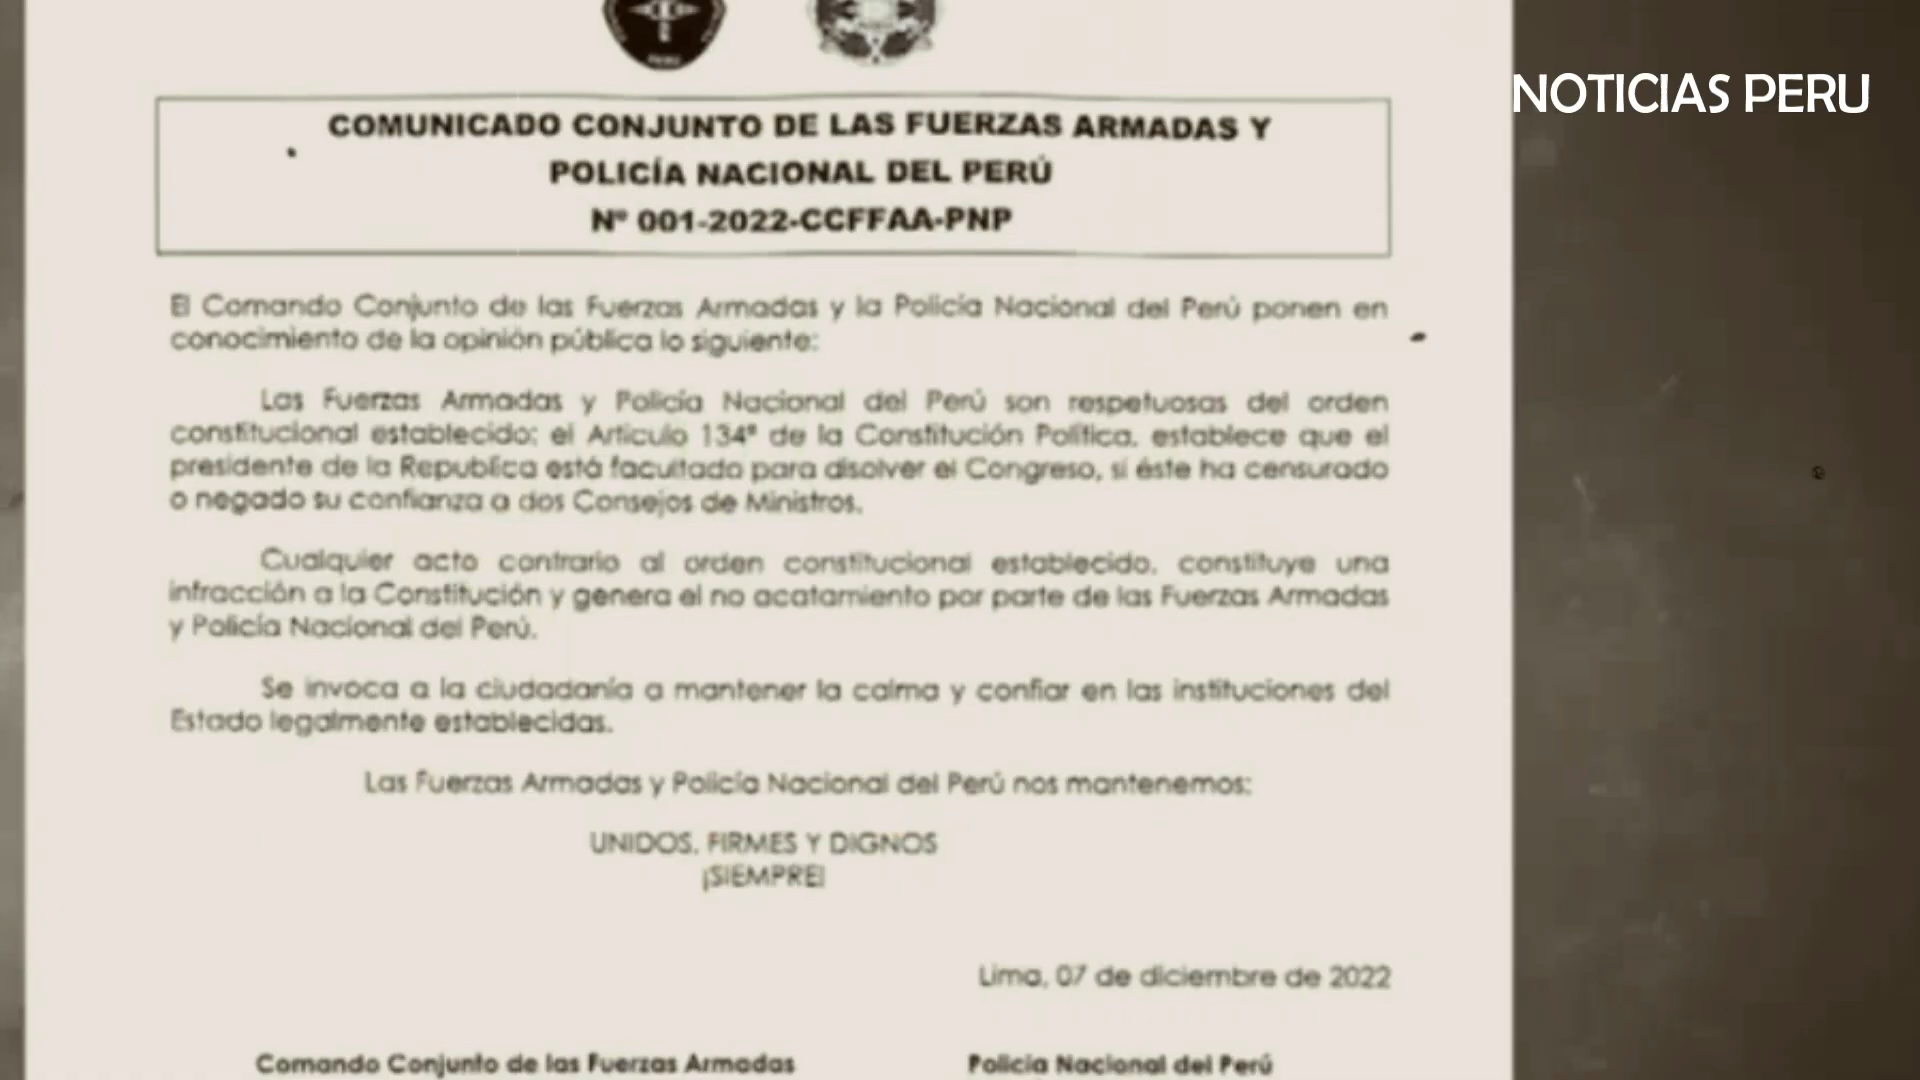 NOTICIAS PERU
COMUNICADO CONJUNTO DE LAS FUERZAS ARMADAS Y
POLICÍA NACIONAL DEL PERÚ
Nº 001-2022-CCFFAA-PNP
El Comando Conjunto de las Fuerzas Armadas y la Policía Nacional del Perú ponen en
conocimiento de la opinión pública lo siguiente:
Las Fuerzas Armadas y Policía Nacional del Perú son respetuosas del orden
constitucional establecido; el Artículo 134º de la Constitución Política, establece que el
presidente de la Republica está facultado para disolver el Congreso, si éste ha censurado
o negado su confianza a dos Consejos de Ministros.
Cualquier acto contrario al orden constitucional establecido, constituye una
infracción a la Constitución y genera el no acatamiento por parte de las Fuerzas Armadas
y Policía Nacional del Perú.
Se invoca a la ciudadanía a mantener la calma y confiar en las instituciones del
Estado legalmente establecidas.
Las Fuerzas Armadas y Policía Nacional del Perú nos mantenemos:
UNIDOS, FIRMES Y DIGNOS
¡SIEMPRE!
Lima, 07 de diciembre de 2022
Comando Conjunto de las Fuerzas Armadas
Policía Nacional del Perú